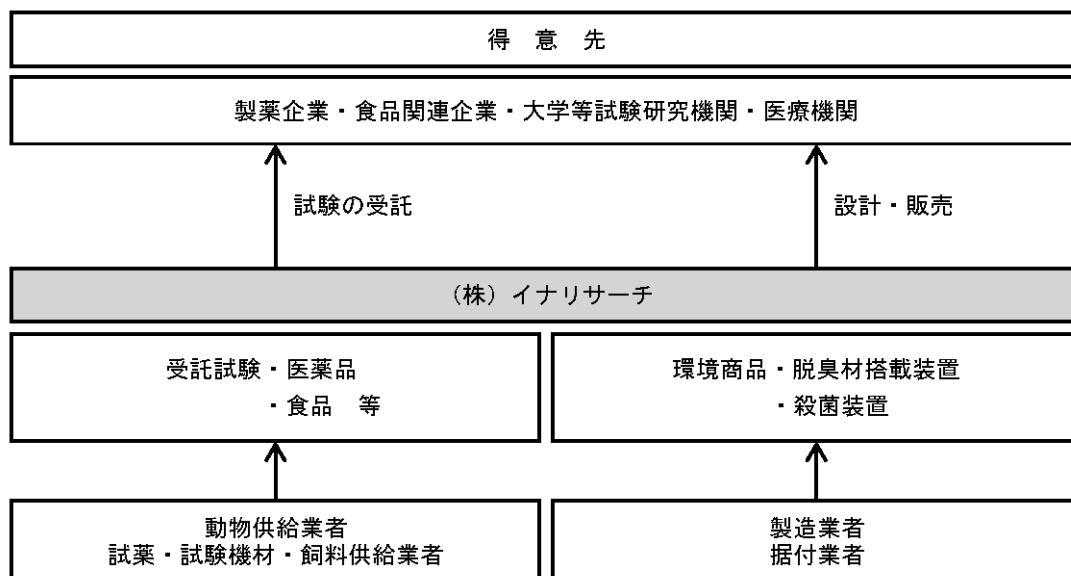 得 意 先
製薬企業・食品関連企業・大学等試験研究機関・医療機関
試験の受託
設計・販売
(株)イナリサーチ
受託試験・医薬品
・食品 等
環境商品・脱臭材搭載装置
・殺菌装置
動物供給業者
試薬・試験機材・飼料供給業者
製造業者
据付業者